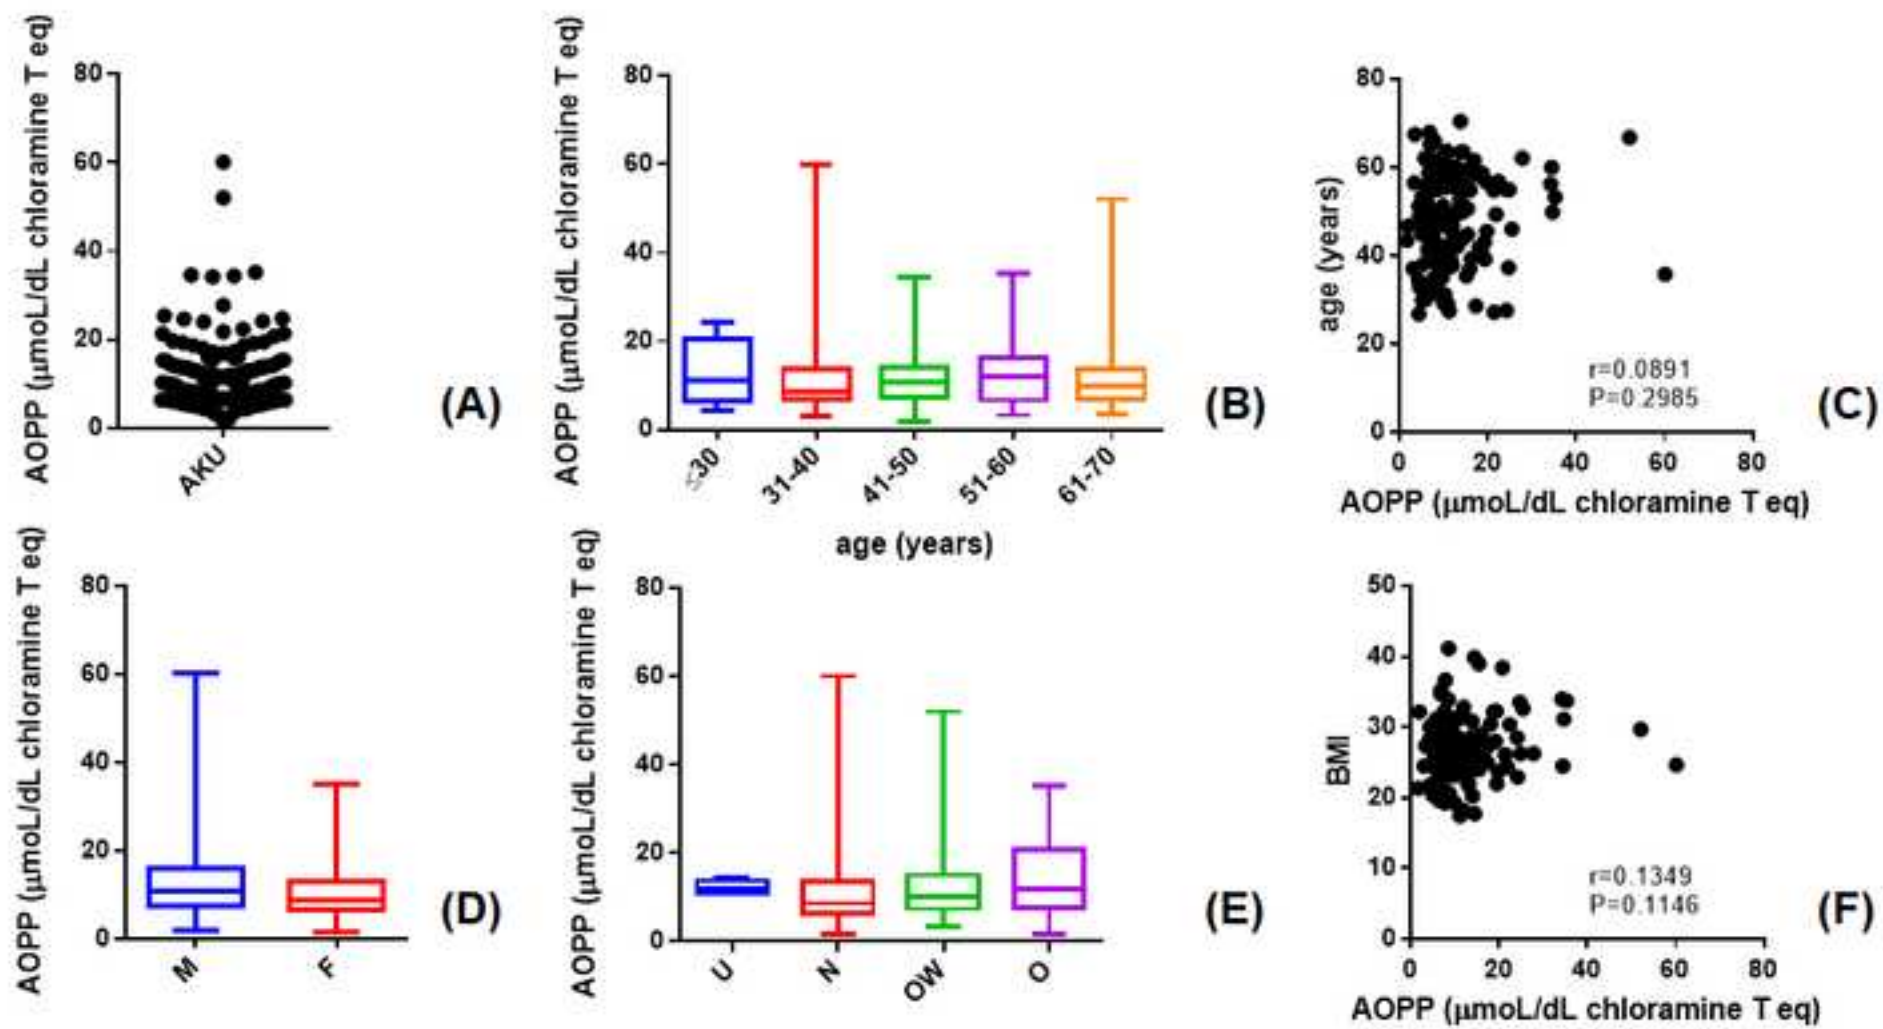 AOPP (µmoL/dL chloramine T eq)
80
60
40
20
0
AKU
(A)
AOPP (µmoL/dL chloramine T eq)
80
60
40
20
0
≤30
31-40
41-50
51-60
61-70
age (years)
(B)
age (years)
80
60
40
20
0
r=0.0891
P=0.2985
0 20 40 60 80
AOPP (µmoL/dL chloramine T eq)
(C)
AOPP (µmoL/dL chloramine T eq)
80
60
40
20
0
M
F
(D)
AOPP (µmoL/dL chloramine T eq)
80
60
40
20
0
U
N
OW
O
(E)
BMI
50
40
30
20
10
0
r=0.1349
P=0.1146
0 20 40 60 80
AOPP (µmoL/dL chloramine T eq)
(F)